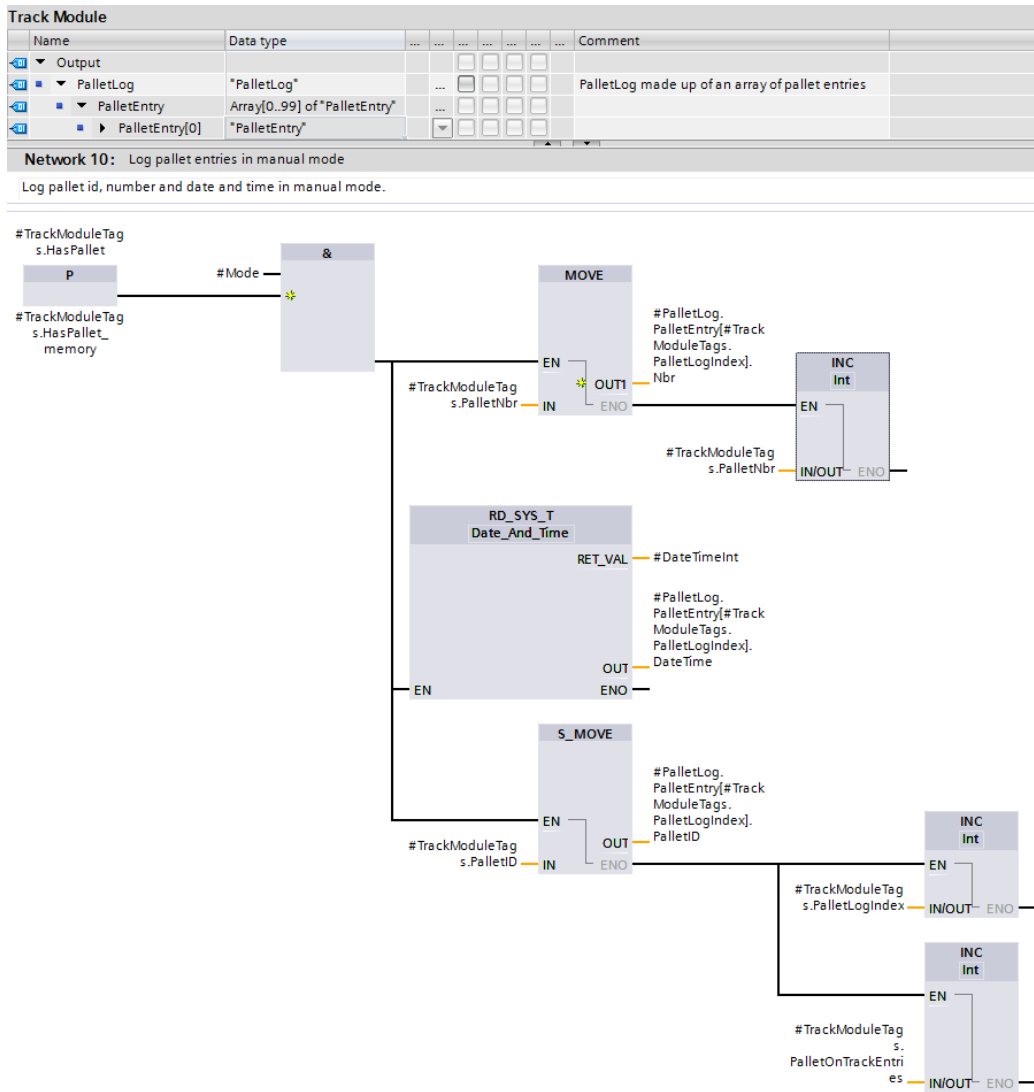 Track Module
Name Data type ... ... ... ... ... ... ... Comment
Output
PalletLog "PalletLog" ... PalletLog made up of an array of pallet entries
PalletEntry Array[0..99] of "PalletEntry" ...
PalletEntry[0] "PalletEntry"
Network 10: Log pallet entries in manual mode
Log pallet id, number and date and time in manual mode.
#TrackModuleTag
s.HasPallet
P
#TrackModuleTag
s.HasPallet_
memory
&
#Mode
MOVE
EN
OUT1
#TrackModuleTag
s.PalletNbr
IN
ENO
#PalletLog.
PalletEntry[#Track
ModuleTags.
PalletLogIndex].
Nbr
INC
Int
EN
#TrackModuleTag
s.PalletNbr
IN/OUT
ENO
RD_SYS_T
Date_And_Time
RET_VAL
#DateTimeInt
#PalletLog.
PalletEntry[#Track
ModuleTags.
PalletLogIndex].
DateTime
OUT
EN
ENO
S_MOVE
#PalletLog.
PalletEntry[#Track
ModuleTags.
PalletLogIndex].
PalletID
EN
OUT
#TrackModuleTag
s.PalletID
IN
ENO
INC
Int
EN
#TrackModuleTag
s.PalletLogIndex
IN/OUT
ENO
INC
Int
EN
#TrackModuleTag
s.
PalletOnTrackEntri
es
IN/OUT
ENO